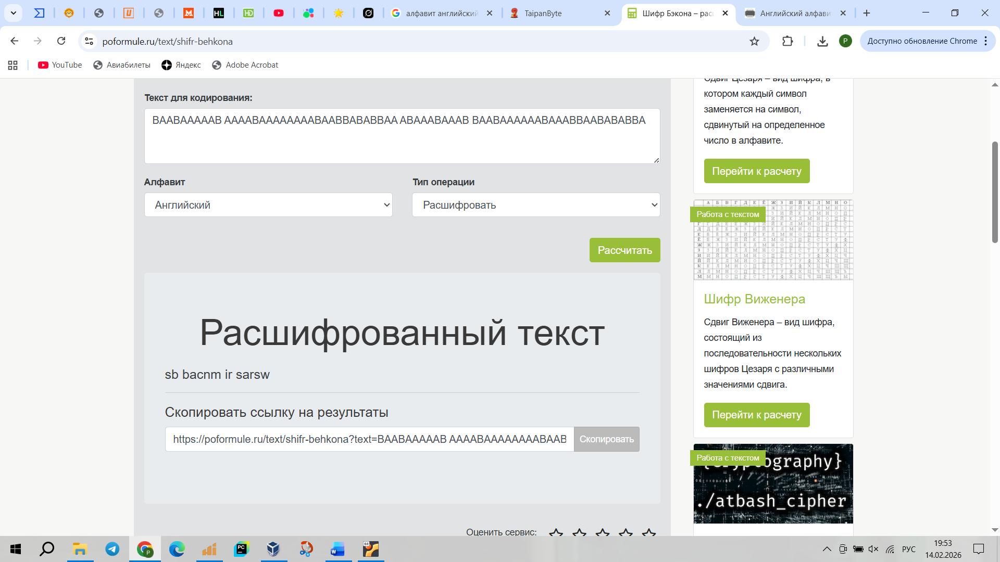 алфавит английский
TaipanByte
Шифр Бэкона – рас
Английский алфави
poformule.ru/text/shifr-behkona
P
Доступно обновление Chrome
YouTube
Авиабилеты
Яндекс
Adobe Acrobat
Текст для кодирования:
BAABAAAAAB AAAABAAAAAAAABAABBABABBAA ABAAABAAAB BAABAAAAAABAAABBAABABABBA
Алфавит
Тип операции
Английский
Расшифровать
Рассчитать
Расшифрованный текст
sb bacnm ir sarsw
Скопировать ссылку на результаты
https://poformule.ru/text/shifr-behkona?text=BAABAAAAAB AAAABAAAAAAAABAAB
Скопировать
Оценить сервис:
Сдвиг Цезаря – вид шифра, в
котором каждый символ
заменяется на символ,
сдвинутый на определенное
число в алфавите.
Перейти к расчету
Работа с текстом
Шифр Виженера
Сдвиг Виженера – вид шифра,
состоящий из
последовательности нескольких
шифров Цезаря с различными
значениями сдвига.
Перейти к расчету
Работа с текстом
./atbash_cipher
РУС
19:53
14.02.2026